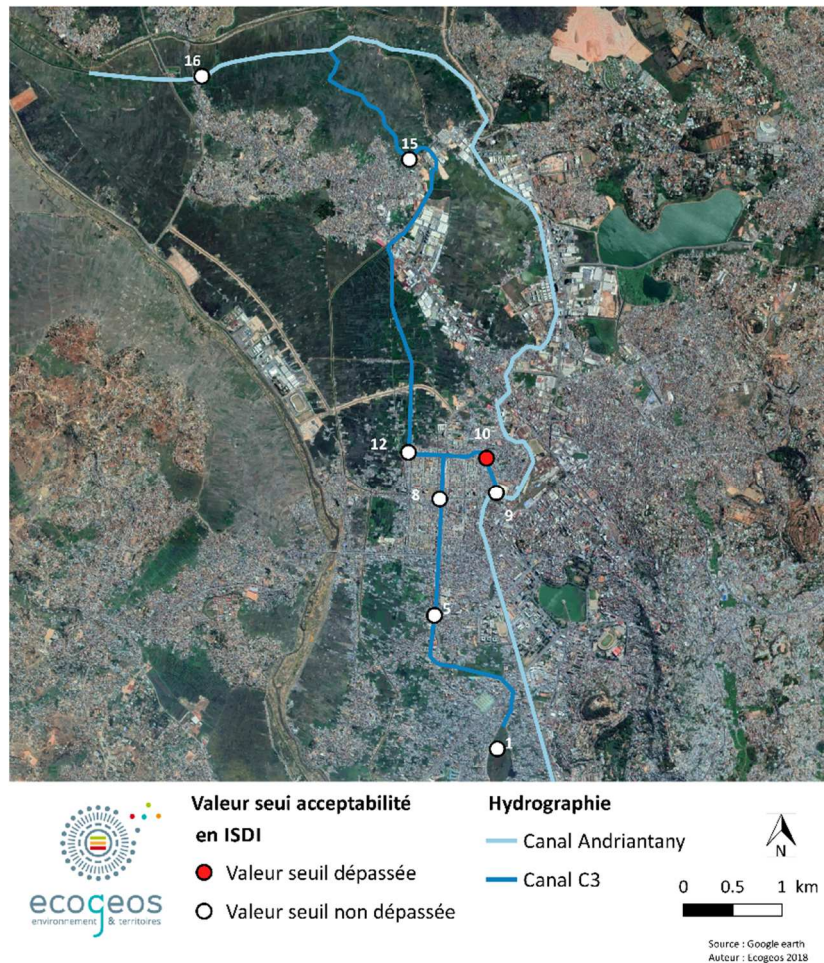 16
15
12
10
8
9
5
1
Valeur seui acceptabilité
en ISDI
Valeur seuil dépassée
Valeur seuil non dépassée
Hydrographie
Canal Andriantany
Canal C3
N
0 0.5 1 km
ecogeos
environnement & territoires
Source : Google earth
Auteur : Ecogeos 2018